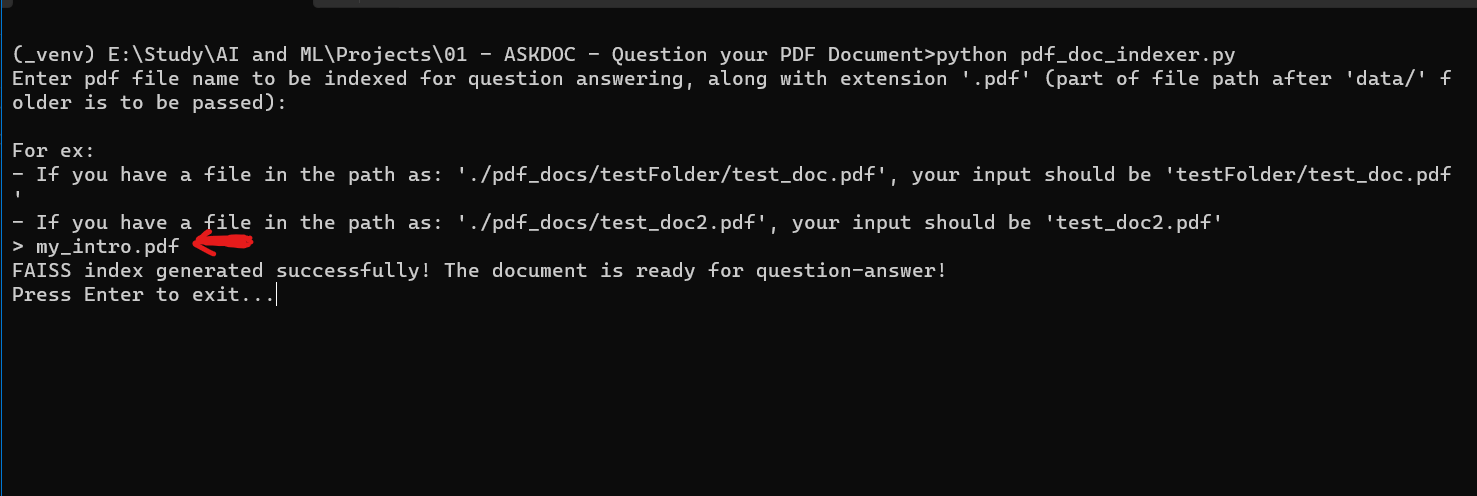 (_venv) E:\Study\AI and ML\Projects\01 - ASKDOC - Question your PDF Document>python pdf_doc_indexer.py
Enter pdf file name to be indexed for question answering, along with extension '.pdf' (part of file path after 'data/' f
older is to be passed):
For ex:
- If you have a file in the path as: './pdf_docs/testFolder/test_doc.pdf', your input should be 'testFolder/test_doc.pdf
'
- If you have a file in the path as: './pdf_docs/test_doc2.pdf', your input should be 'test_doc2.pdf'
> my_intro.pdf
FAISS index generated successfully! The document is ready for question-answer!
Press Enter to exit...